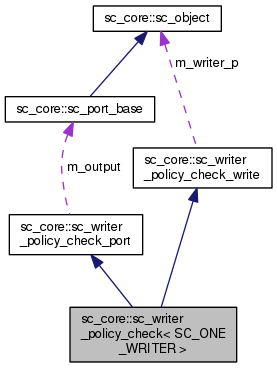 sc_core::sc_object
m_writer_p
sc_core::sc_port_base
m_output
sc_core::sc_writer
_policy_check_write
sc_core::sc_writer
_policy_check_port
sc_core::sc_writer
_policy_check< SC_ONE
_WRITER >